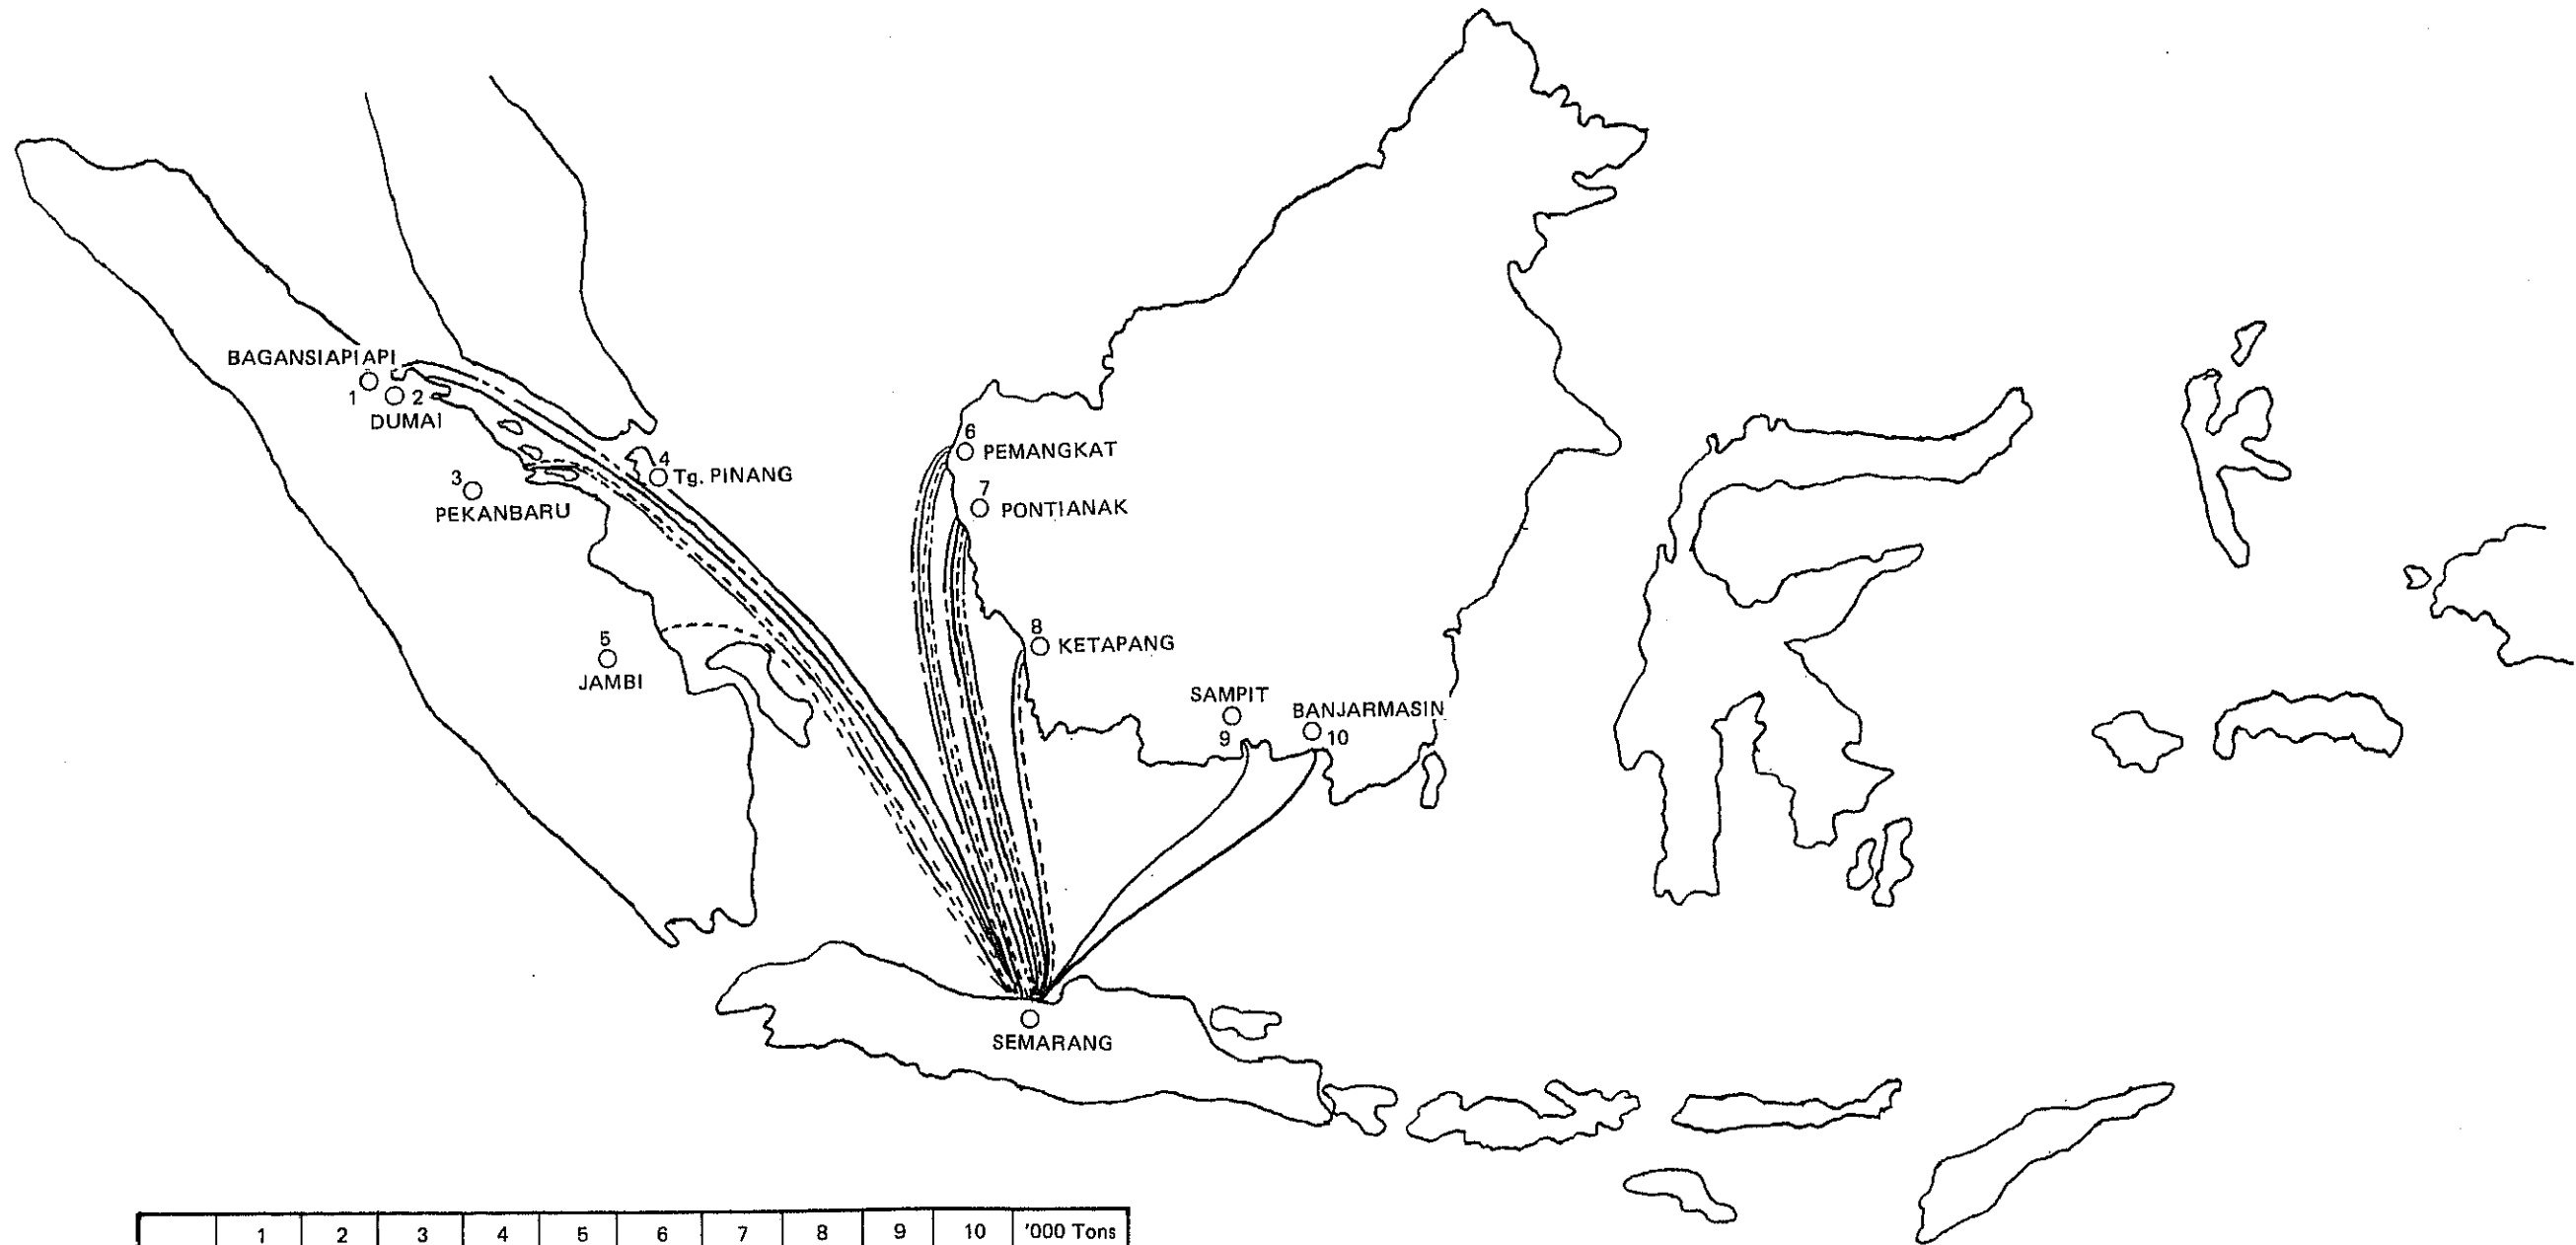 BAGANSIAPIAPI
1
2
DUMAI
3
PEKANBARU
4
Tg. PINANG
5
JAMBI
6
PEMANGKAT
7
PONTIANAK
8
KETAPANG
SAMPIT
9
BANJARMASIN
10
SEMARANG
1 2 3 4 5 6 7 8 9 10 '000 Tons